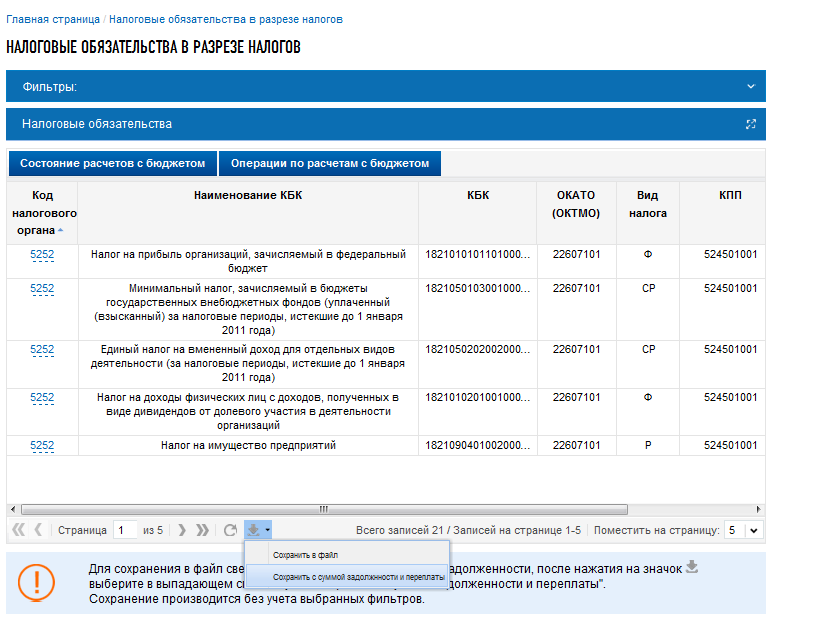 Главная страница / Налоговые обязательства в разрезе налогов
НАЛОГОВЫЕ ОБЯЗАТЕЛЬСТВА В РАЗРЕЗЕ НАЛОГОВ
Фильтры:
Налоговые обязательства
Состояние расчетов с бюджетом Операции по расчетам с бюджетом
Код налогового органа Наименование КБК КБК ОКАТО (ОКТМО) Вид налога КПП
5252 Налог на прибыль организаций, зачисляемый в федеральный 1821010101101000... 22607101 Ф 524501001
бюджет
5252 Минимальный налог, зачисляемый в бюджеты 1821050103001000... 22607101 СР 524501001
государственных внебюджетных фондов (уплаченный
(взысканный) за налоговые периоды, истекшие до 1 января
2011 года)
5252 Единый налог на вмененный доход для отдельных видов 1821050202002000... 22607101 СР 524501001
деятельности (за налоговые периоды, истекшие до 1 января
2011 года)
5252 Налог на доходы физических лиц с доходов, полученных в 1821010201001000... 22607101 Ф 524501001
виде дивидендов от долевого участия в деятельности
организаций
5252 Налог на имущество предприятий 1821090401002000... 22607101 Р 524501001
Страница 1 из 5 Всего записей 21 / Записей на странице 1-5 Поместить на страницу: 5
Сохранить в файл
Сохранить с суммой задолжнности и переплаты
Для сохранения в файл све адолженности, после нажатия на значок
выберите в выпадающем с долженности и переплаты".
Сохранение производится без учета выбранных фильтров.